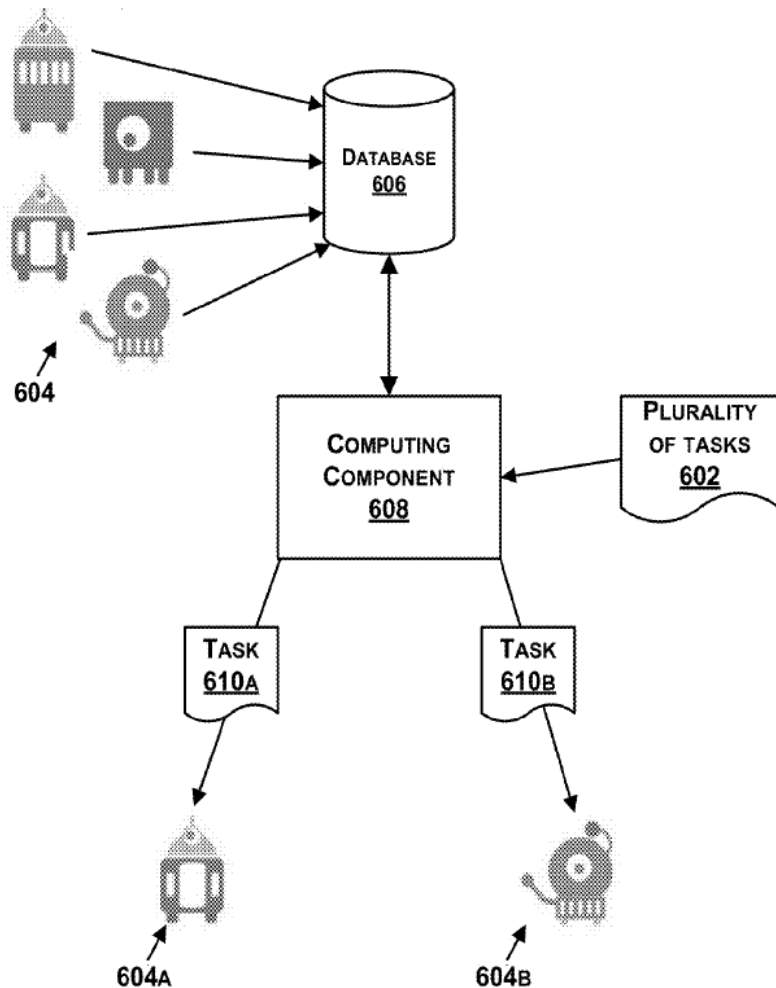 DATABASE
606
604
COMPUTING
COMPONENT
608
PLURALITY
OF TASKS
602
TASK
610A
TASK
610B
604A
604B